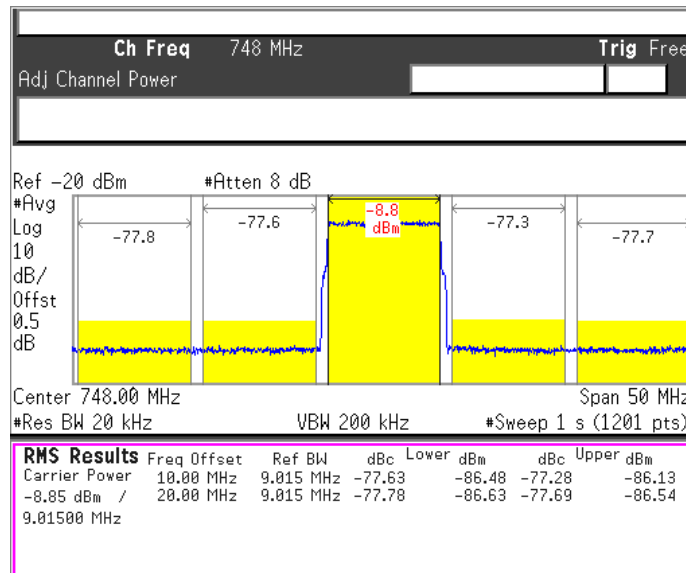 Ch Freq 748 MHz Trig Free
Adj Channel Power
Ref -20 dBm #Atten 8 dB
#Avg
Log
10
dB/
Offst
0.5
dB
-77.8 -77.6 -8.8 dBm -77.3 -77.7
Center 748.00 MHz Span 50 MHz
#Res BW 20 kHz VBW 200 kHz #Sweep 1 s (1201 pts)
RMS Results Freq Offset Ref BW dBc Lower dBm dBc Upper dBm
Carrier Power 10.00 MHz 9.015 MHz -77.63 -86.48 -77.28 -86.13
-8.85 dBm / 20.00 MHz 9.015 MHz -77.78 -86.63 -77.69 -86.54
9.01500 MHz